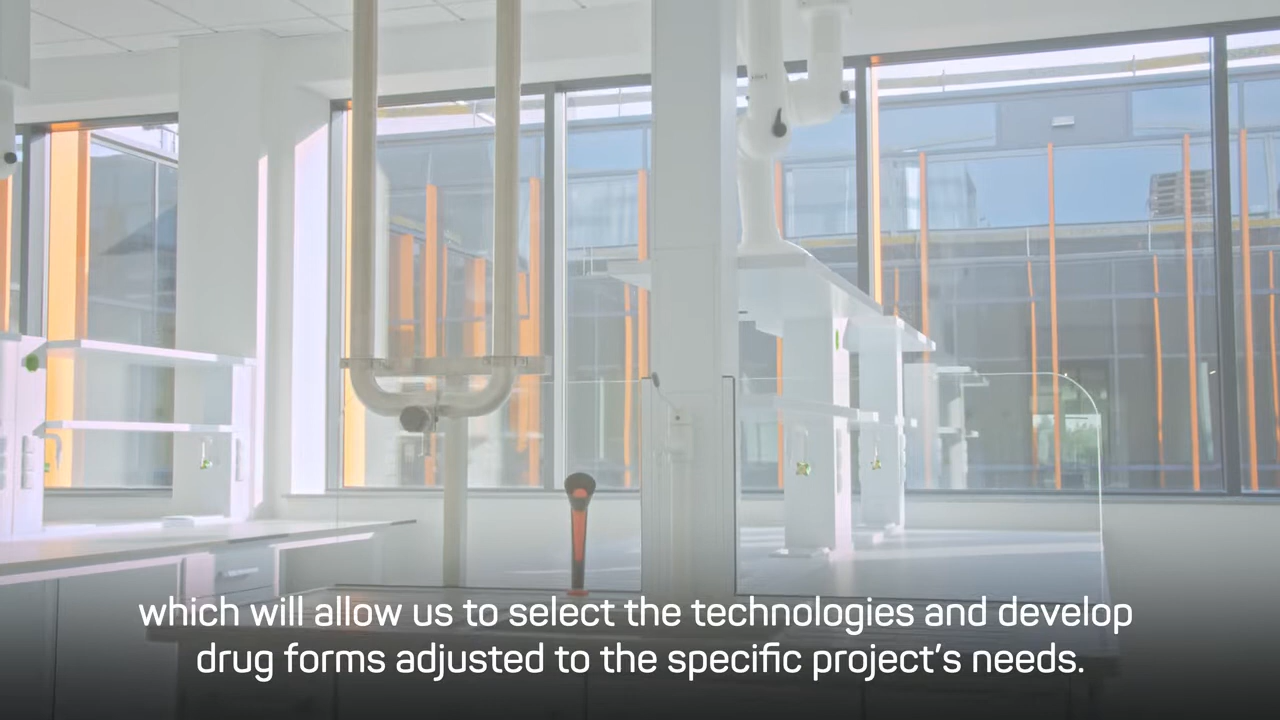 which will allow us to select the technologies and develop
drug forms adjusted to the specific project's needs.